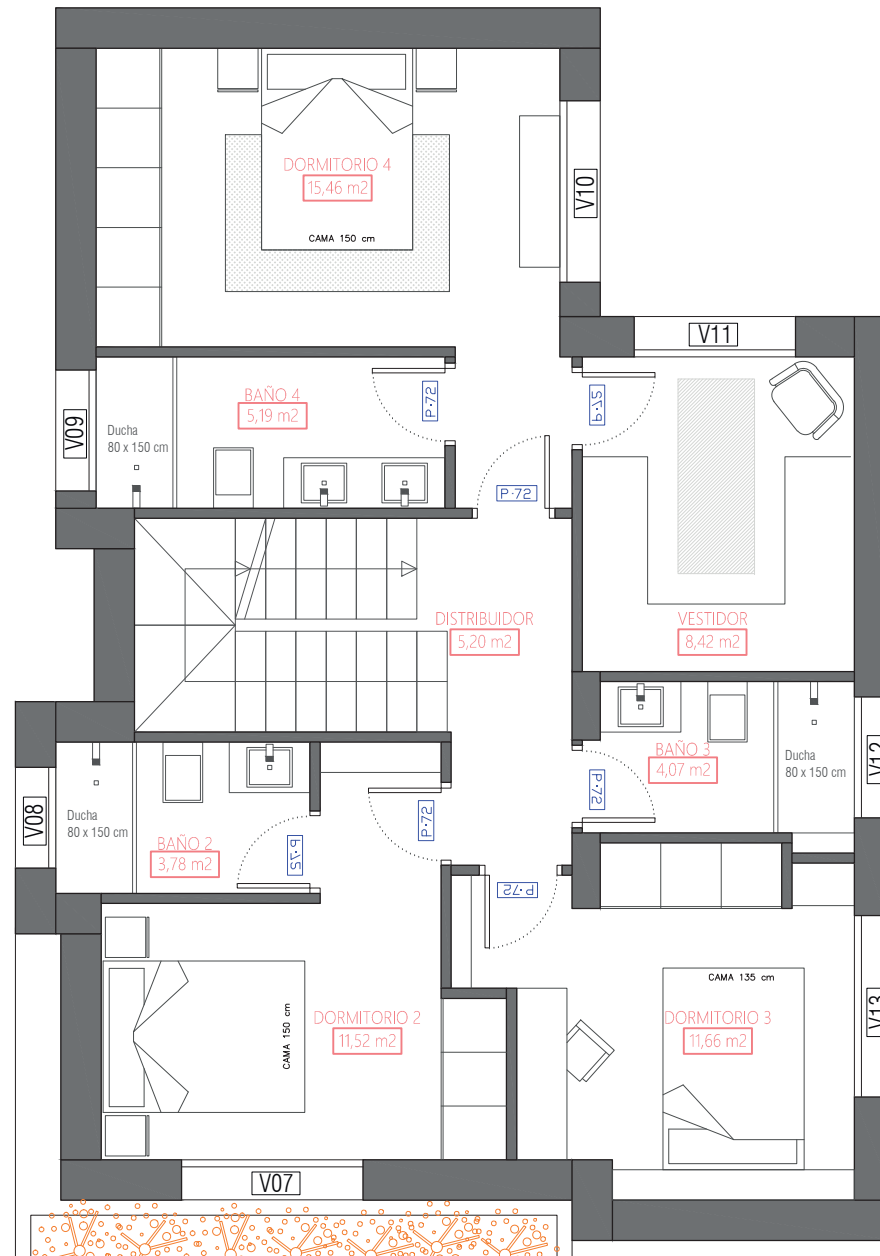 DORMITORIO 4
15,46 m2
CAMA 150 cm
V10
V11
BAÑO 4
5,19 m2
P·72
P·72
V09
Ducha
80 x 150 cm
P·72
DISTRIBUIDOR
5,20 m2
VESTIDOR
8,42 m2
BAÑO 3
4,07 m2
Ducha
80 x 150 cm
V12
P·72
V08
Ducha
80 x 150 cm
BAÑO 2
3,78 m2
P·72
P·72
P·72
CAMA 135 cm
CAMA 150 cm
DORMITORIO 2
11,52 m2
DORMITORIO 3
11,66 m2
V13
V07